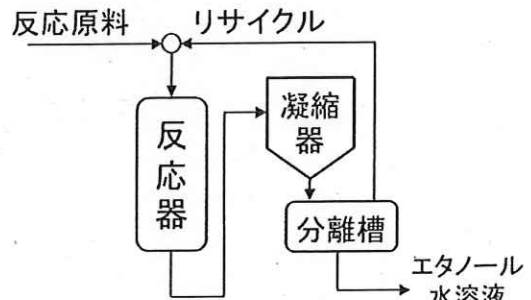 反応原料
リサイクル
反応器
凝縮
器
分離槽
エタノール
水溶液